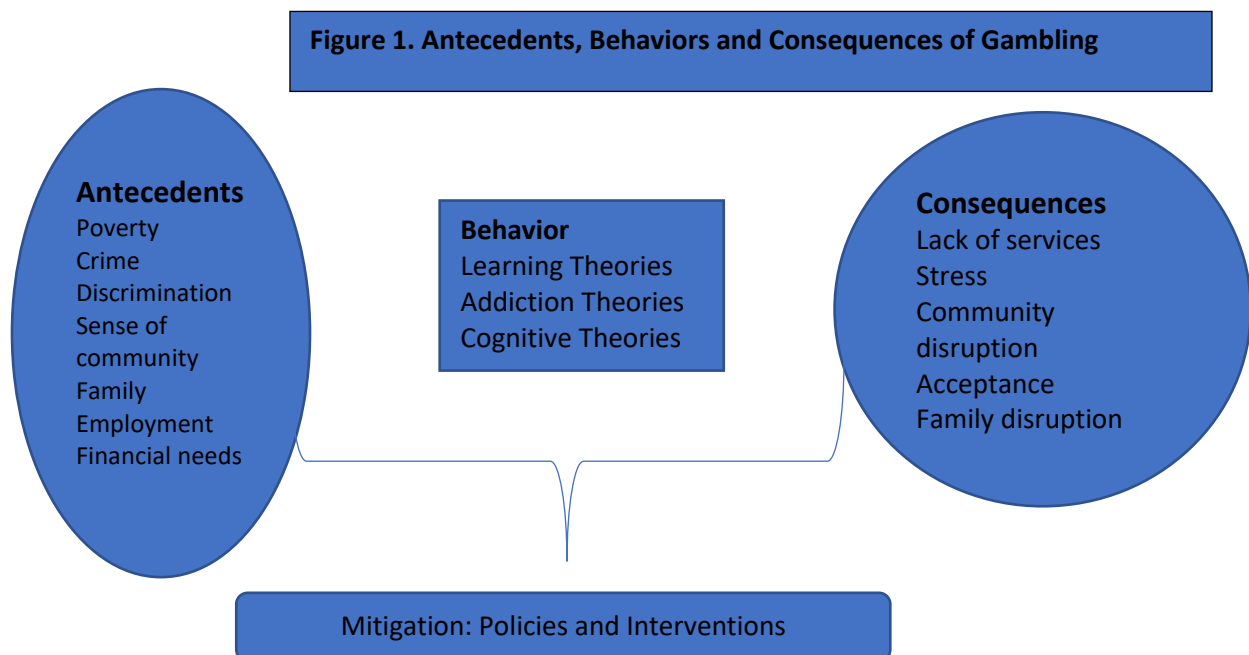 Figure 1. Antecedents, Behaviors and Consequences of Gambling
Antecedents
Poverty
Crime
Discrimination
Sense of
community
Family
Employment
Financial needs
Behavior
Learning Theories
Addiction Theories
Cognitive Theories
Consequences
Lack of services
Stress
Community
disruption
Acceptance
Family disruption
Mitigation: Policies and Interventions